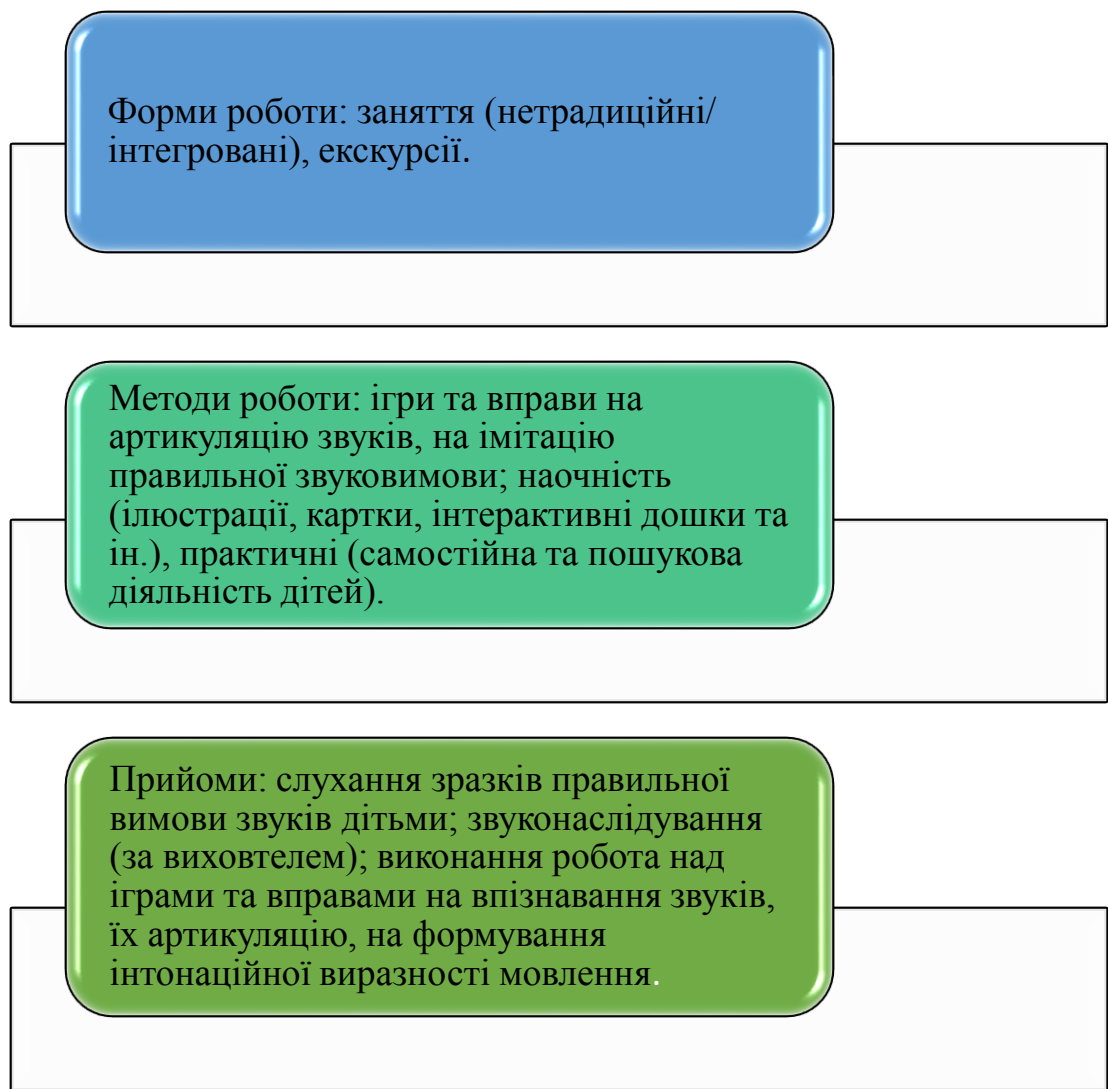 Форми роботи: заняття (нетрадиційні/
інтегровані), екскурсії.
Методи роботи: ігри та вправи на
артикуляцію звуків, на імітацію
правильної звуковимови; наочність
(ілюстрації, картки, інтерактивні дошки та
ін.), практичні (самостійна та пошукова
діяльність дітей).
Прийоми: слухання зразків правильної
вимови звуків дітьми; звуконаслідування
(за виховтелем); виконання робота над
іграми та вправами на впізнавання звуків,
їх артикуляцію, на формування
інтонаційної виразності мовлення.